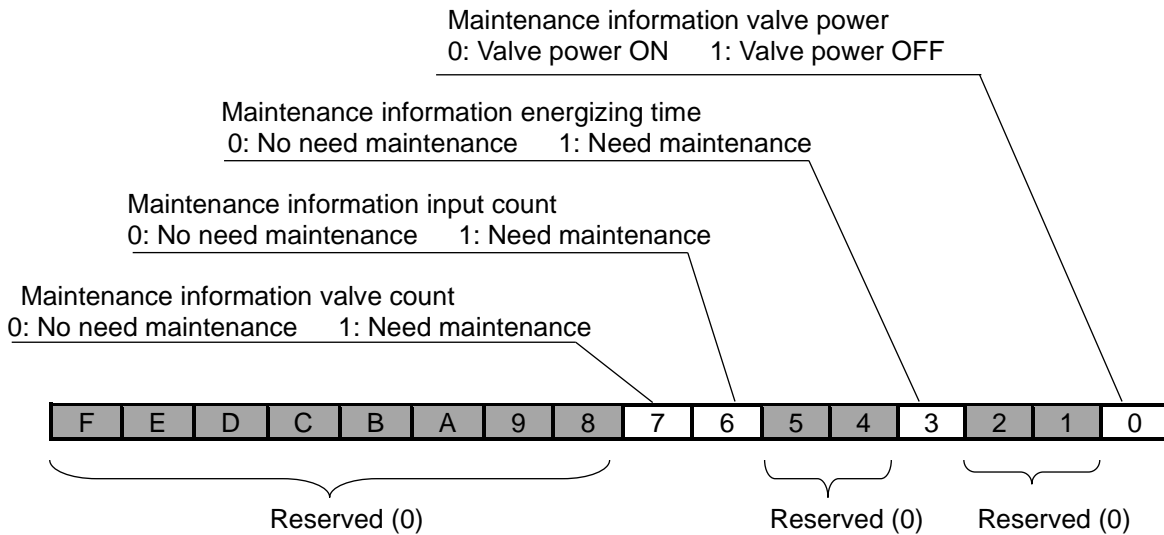 Maintenance information valve power
0: Valve power ON 1: Valve power OFF
Maintenance information energizing time
0: No need maintenance 1: Need maintenance
Maintenance information input count
0: No need maintenance 1: Need maintenance
Maintenance information valve count
0: No need maintenance 1: Need maintenance
F E D C B A 9 8 7 6 5 4 3 2 1 0
Reserved (0) Reserved (0) Reserved (0)